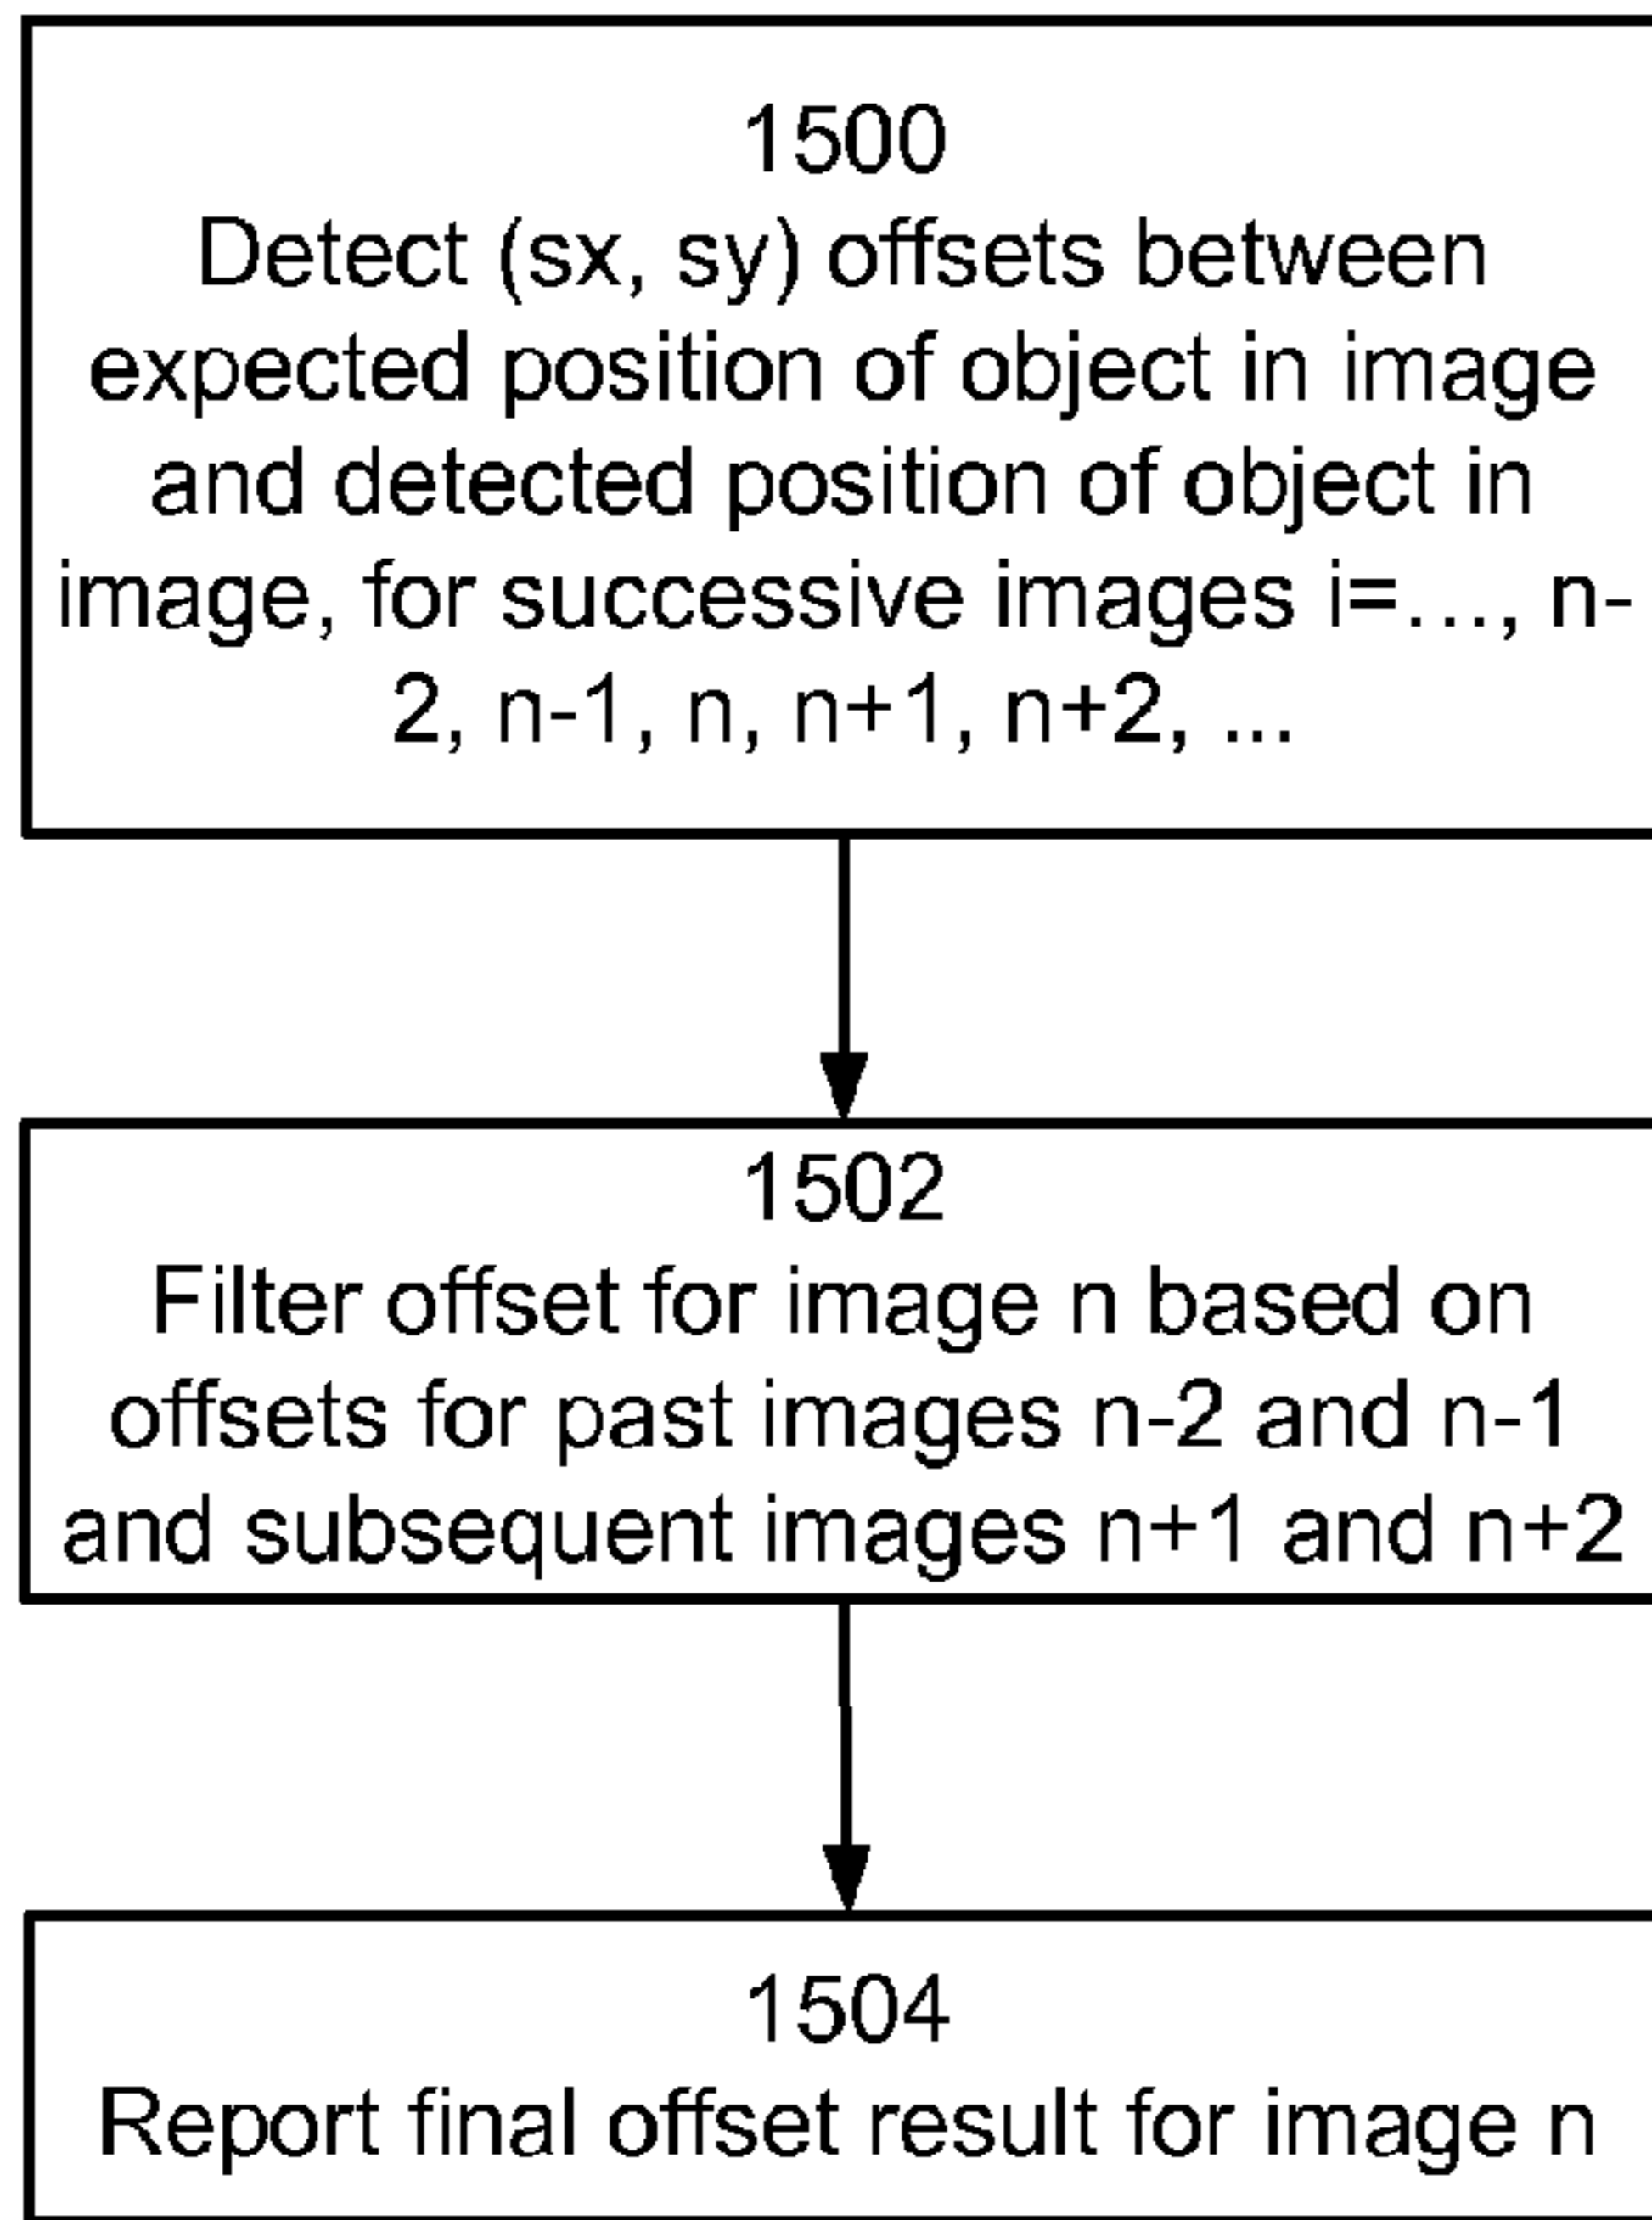 1500
Detect (sx, sy) offsets between
expected position of object in image
and detected position of object in
image, for successive images i=..., n-
2, n-1, n, n+1, n+2, ...
1502
Filter offset for image n based on
offsets for past images n-2 and n-1
and subsequent images n+1 and n+2
1504
Report final offset result for image n